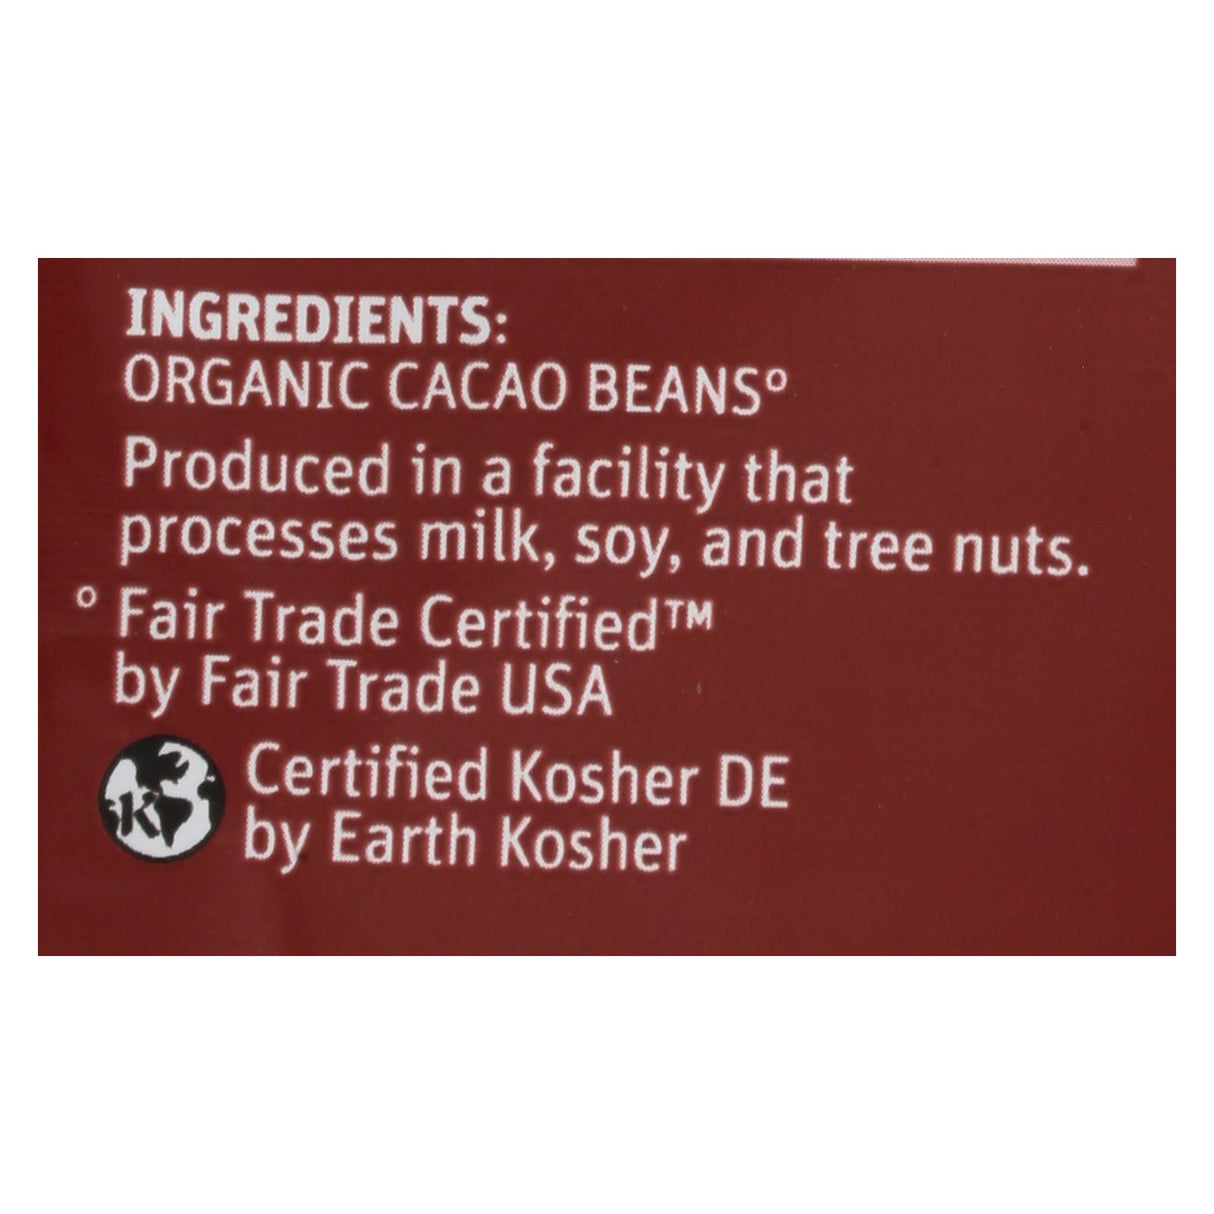 INGREDIENTS:
ORGANIC CACAO BEANS°
Produced in a facility that
processes milk, soy, and tree nuts.
° Fair Trade Certified™
by Fair Trade USA
K
Certified Kosher DE
by Earth Kosher